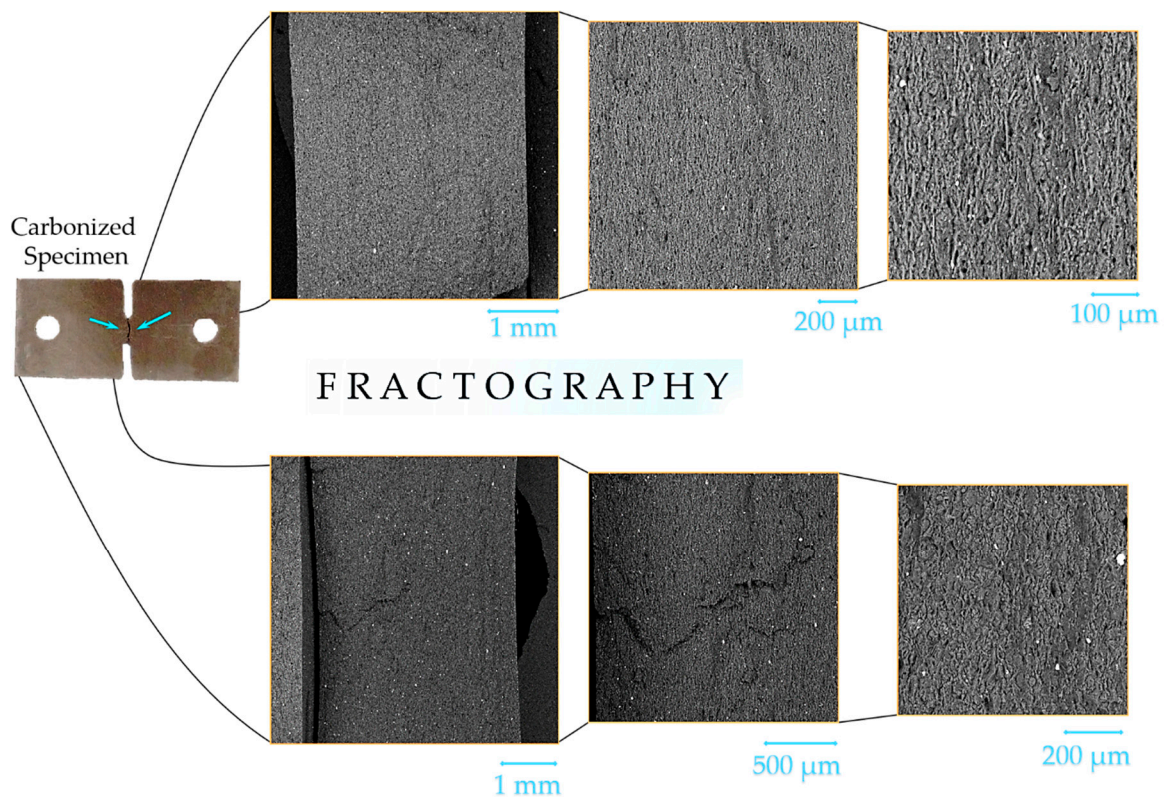 Carbonized
Specimen
1 mm
200 µm
100 µm
FRACTOGRAPHY
1 mm
500 µm
200 µm